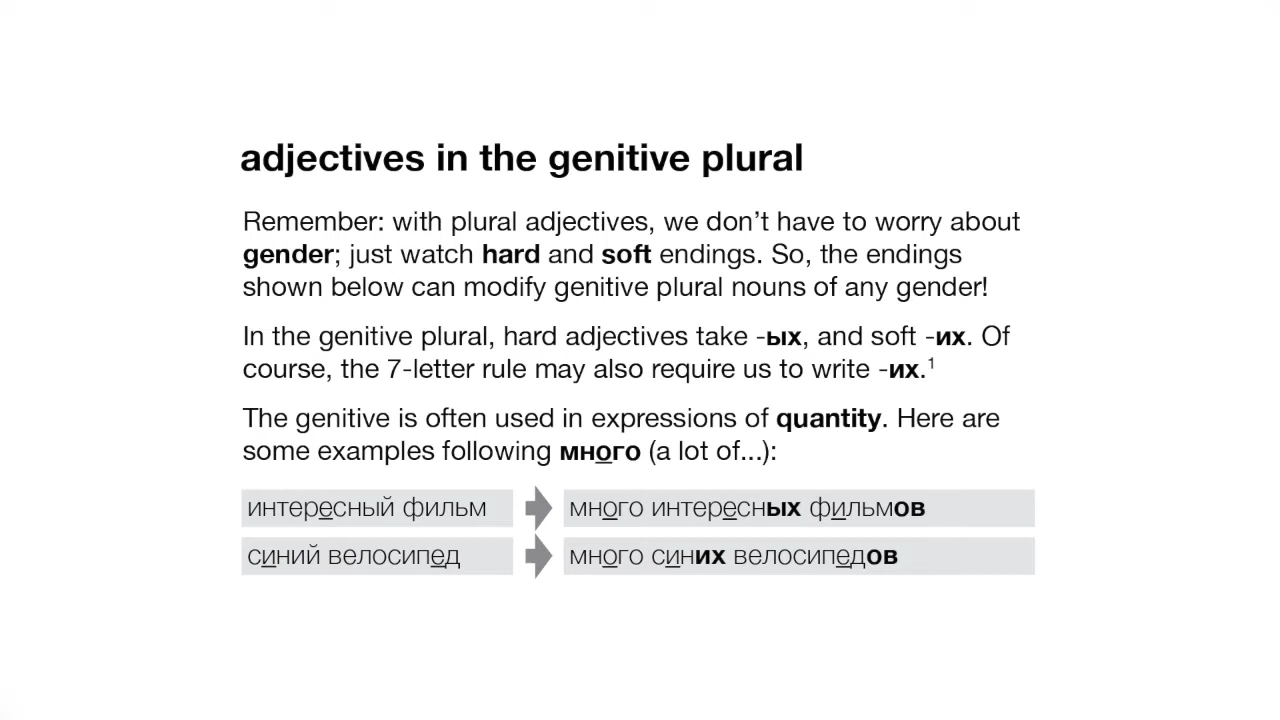 adjectives in the genitive plural
Remember: with plural adjectives, we don’t have to worry about
gender; just watch hard and soft endings. So, the endings
shown below can modify genitive plural nouns of any gender!
In the genitive plural, hard adjectives take -ых, and soft -их. Of
course, the 7-letter rule may also require us to write -их.¹
The genitive is often used in expressions of quantity. Here are
some examples following много (a lot of...):
интересный фильм много интересных фильмов
синий велосипед много синих велосипедов